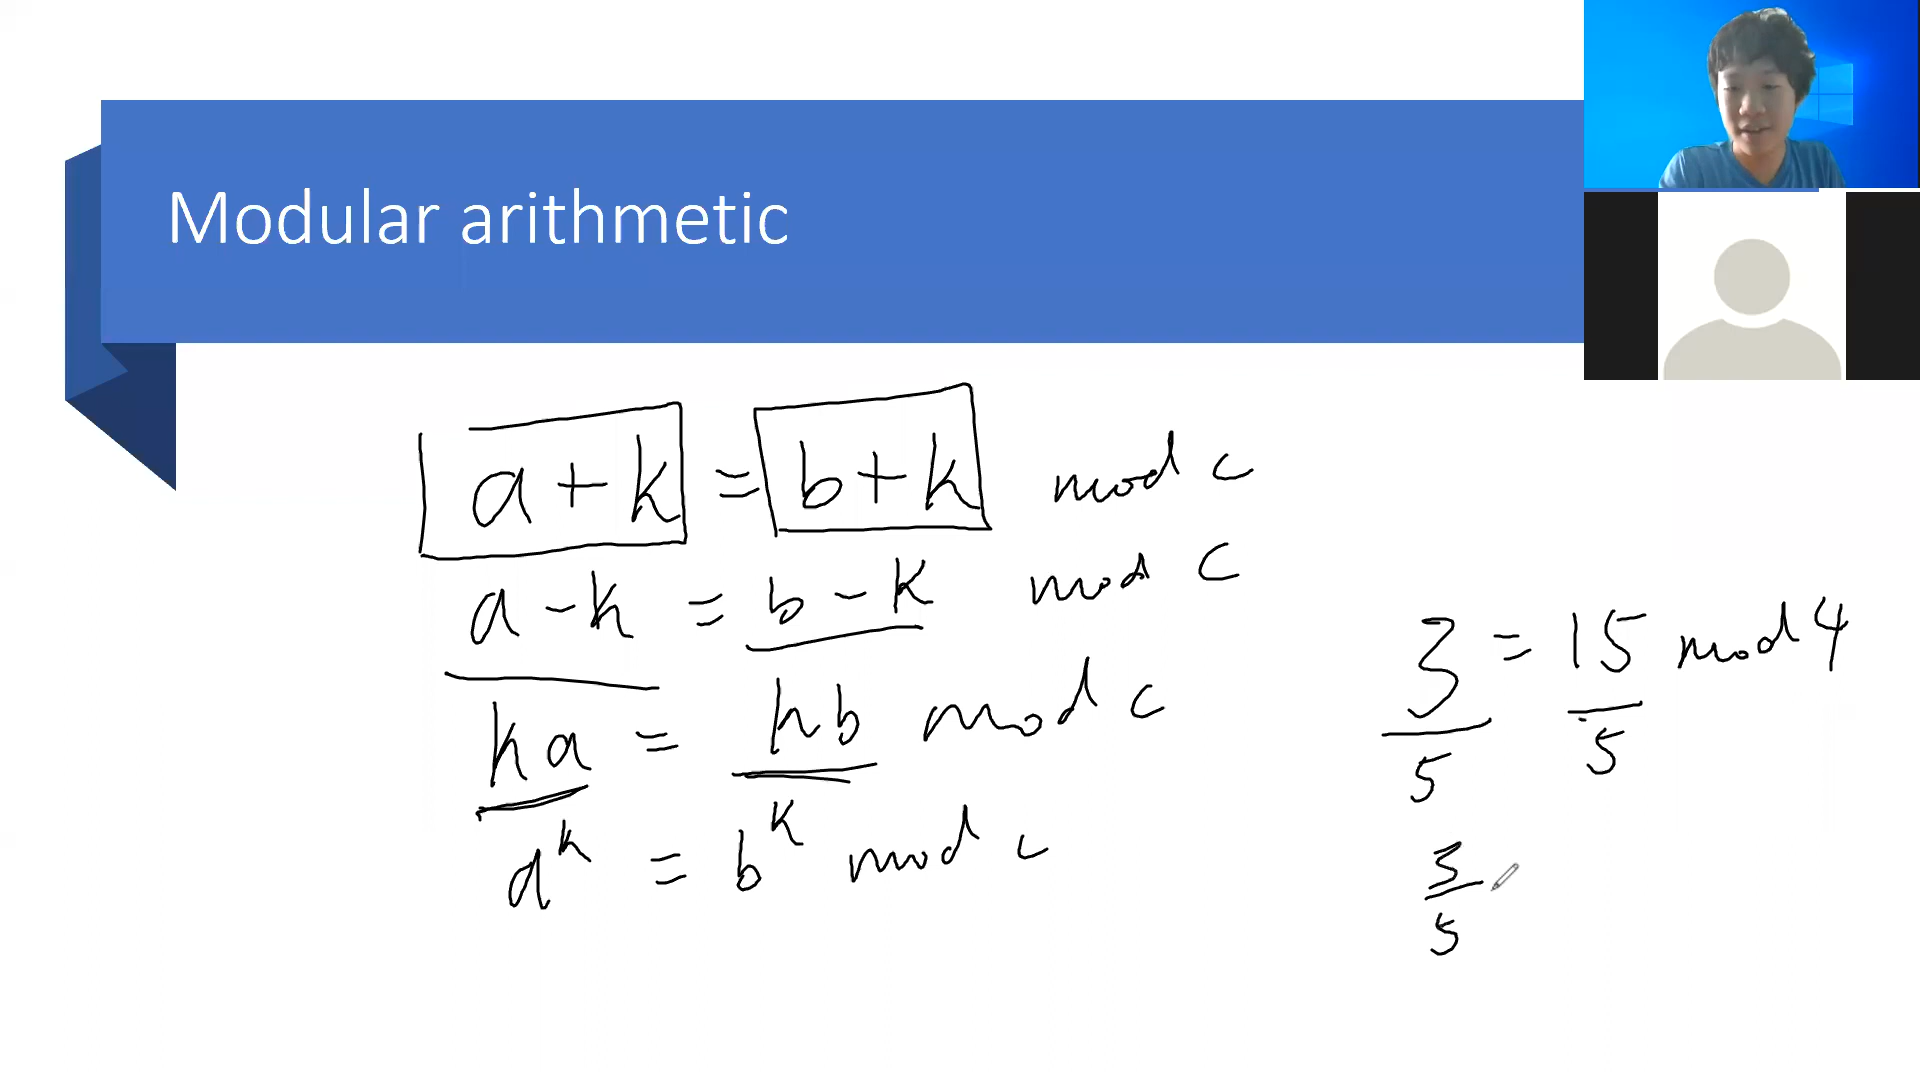 Modular arithmetic
a + k = b + k mod c
a - k = b - k mod c
ka = kb mod c
a^k = b^k mod c
3/5 = 15/5 mod 4
3/5